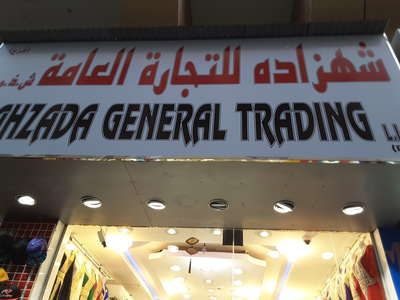 شهزاده للتجارة العامة ش.ذ.م
AHZADA GENERAL TRADING L.L